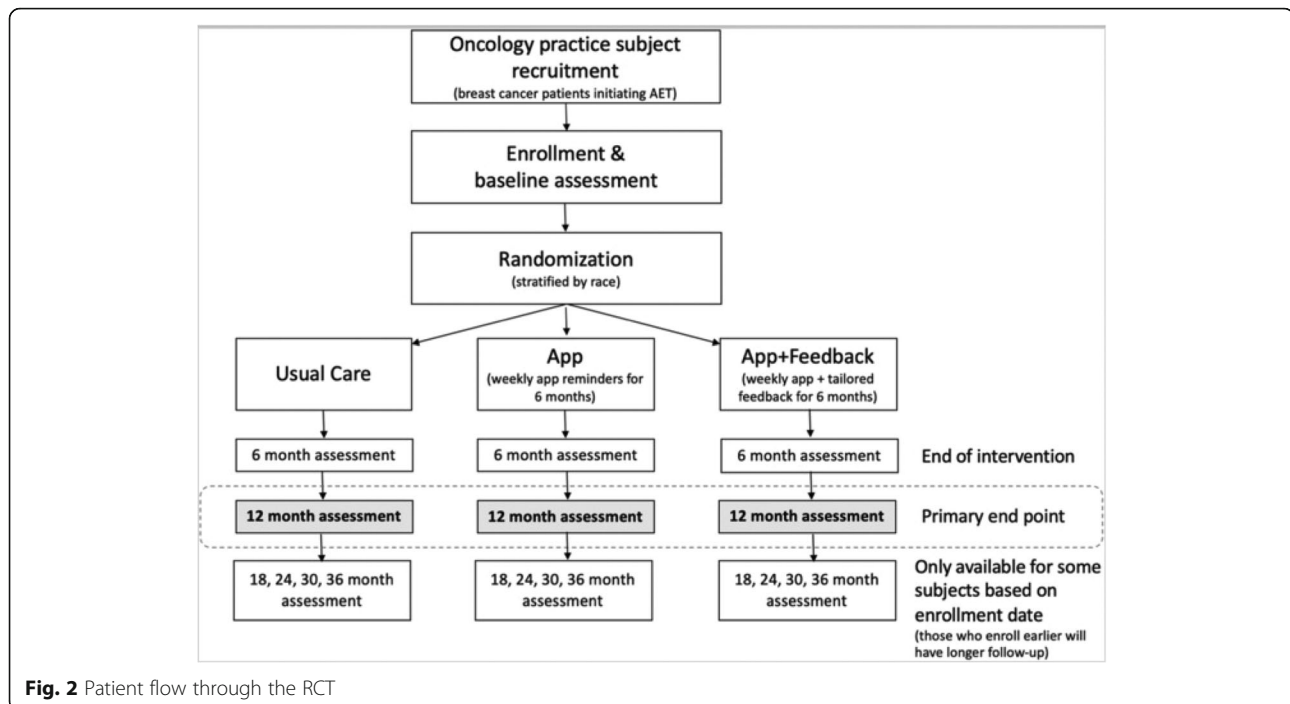 Oncology practice subject
recruitment
(breast cancer patients initiating AET)
Enrollment &
baseline assessment
Randomization
(stratified by race)
Usual Care
App
(weekly app reminders for
6 months)
App+Feedback
(weekly app + tailored
feedback for 6 months)
6 month assessment
6 month assessment
6 month assessment
End of intervention
12 month assessment
12 month assessment
12 month assessment
Primary end point
18, 24, 30, 36 month
assessment
18, 24, 30, 36 month
assessment
18, 24, 30, 36 month
assessment
Only available for some
subjects based on
enrollment date
(those who enroll earlier will
have longer follow-up)
Fig. 2 Patient flow through the RCT